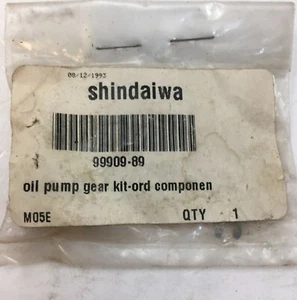 08/12/1993
shindaiwa
99909-89
oil pump gear kit-ord componen
M05E QTY 1